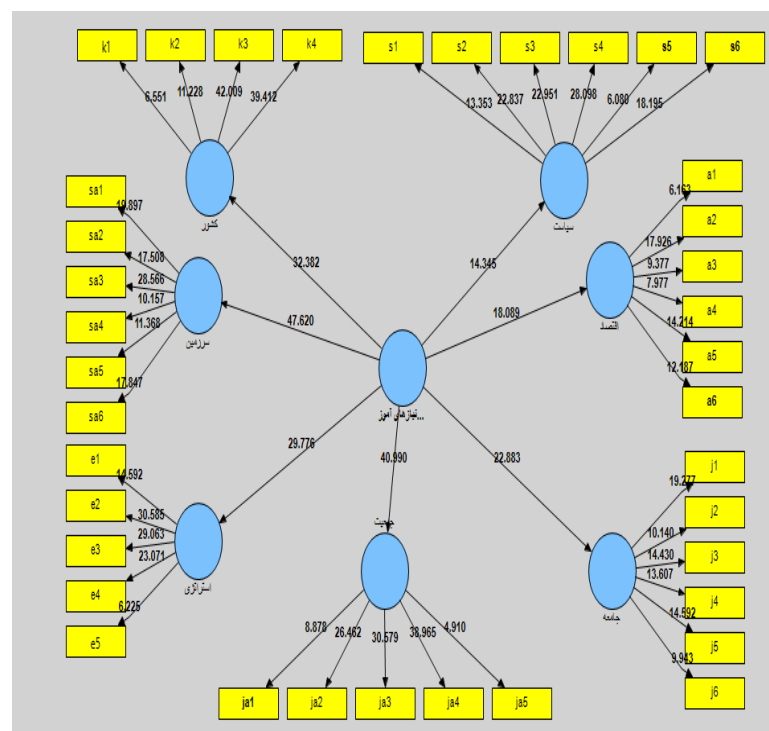 k1 k2 k3 k4
s1 s2 s3 s4 s5 s6
6.551 11.228 42.009 39.412
13.353 22.837 22.951 28.098 6.080 18.195
کشور
سیاست
sa1
sa2
sa3
sa4
sa5
sa6
19.897
17.508
28.566
10.157
11.368
17.847
سرزمین
a1
a2
a3
a4
a5
a6
6.163
17.926
9.377
7.977
14.214
12.187
اقتصاد
32.382
14.345
47.620
18.089
نیازهای آموز...
29.776
40.990
22.883
e1
e2
e3
e4
e5
14.592
30.585
29.063
23.071
6.225
استراتژی
جمعیت
8.878 26.462 30.579 38.965 4.910
ja1 ja2 ja3 ja4 ja5
j1
j2
j3
j4
j5
j6
19.277
10.140
14.430
13.607
14.592
9.943
جامعه